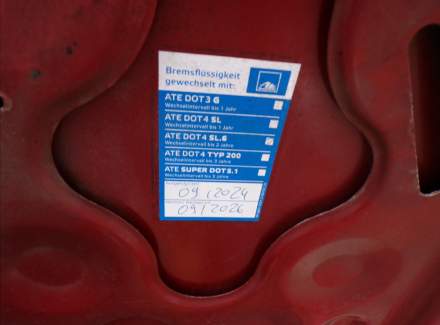 Bremsflüssigkeit
gewechselt mit:
ATE DOT 3 G
Wechselintervall bis 1 Jahr
ATE DOT 4 SL
Wechselintervall bis 1 Jahr
ATE DOT 4 SL.6
Wechselintervall bis 2 Jahre
ATE DOT 4 TYP 200
Wechselintervall bis 3 Jahre
ATE SUPER DOT 5.1
Wechselintervall bis 3 Jahre
09/2024
09/2026